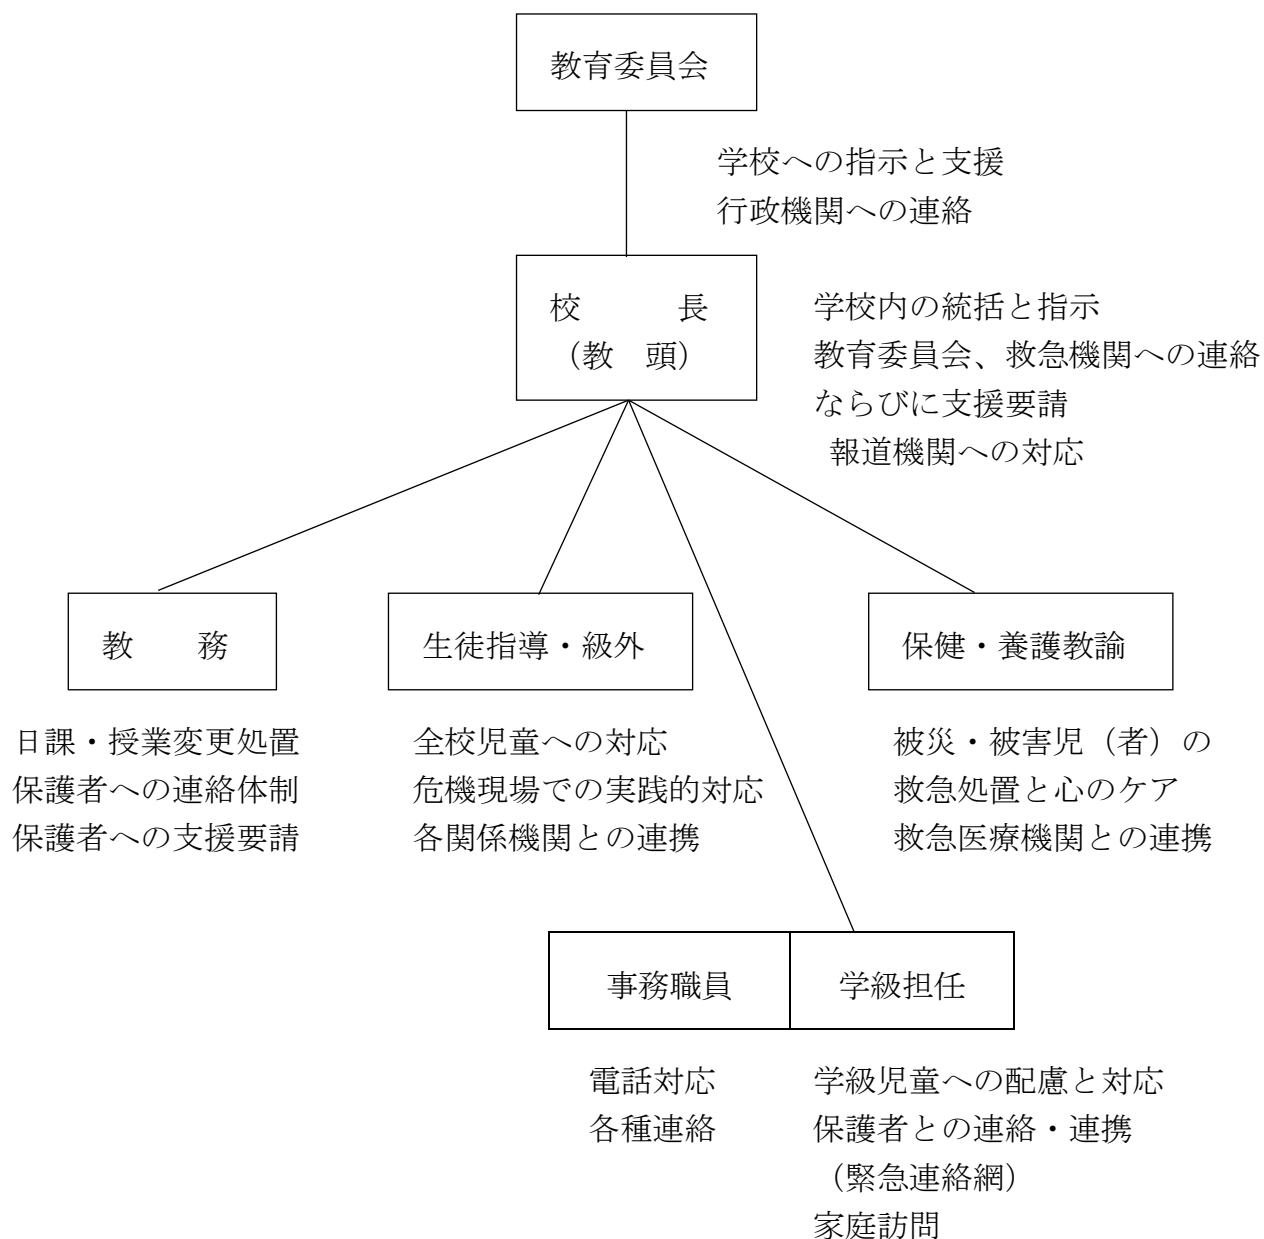 教育委員会
学校への指示と支援
行政機関への連絡
校　　　長
（教　頭）
学校内の統括と指示
教育委員会、救急機関への連絡
ならびに支援要請
報道機関への対応
教　　務
生徒指導・級外
保健・養護教諭
日課・授業変更処置
保護者への連絡体制
保護者への支援要請
全校児童への対応
危機現場での実践的対応
各関係機関との連携
被災・被害児（者）の
救急処置と心のケア
救急医療機関との連携
事務職員
学級担任
電話対応
各種連絡
学級児童への配慮と対応
保護者との連絡・連携
（緊急連絡網）
家庭訪問